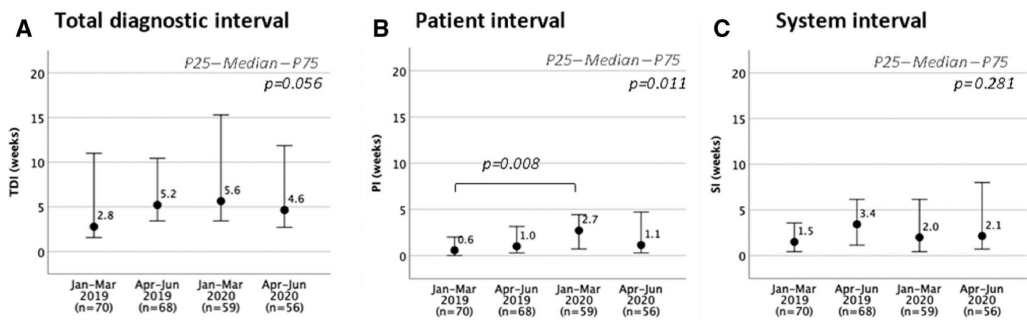 A Total diagnostic interval
P25–Median–P75
p=0.056
TDI (weeks)
20
15
10
5
0
2.8
5.2
5.6
4.6
Jan–Mar 2019 (n=70)
Apr–Jun 2019 (n=68)
Jan–Mar 2020 (n=59)
Apr–Jun 2020 (n=56)
B Patient interval
P25–Median–P75
p=0.011
p=0.008
PI (weeks)
20
15
10
5
0
0.6
1.0
2.7
1.1
Jan–Mar 2019 (n=70)
Apr–Jun 2019 (n=68)
Jan–Mar 2020 (n=59)
Apr–Jun 2020 (n=56)
C System interval
P25–Median–P75
p=0.281
SI (weeks)
20
15
10
5
0
1.5
3.4
2.0
2.1
Jan–Mar 2019 (n=70)
Apr–Jun 2019 (n=68)
Jan–Mar 2020 (n=59)
Apr–Jun 2020 (n=56)